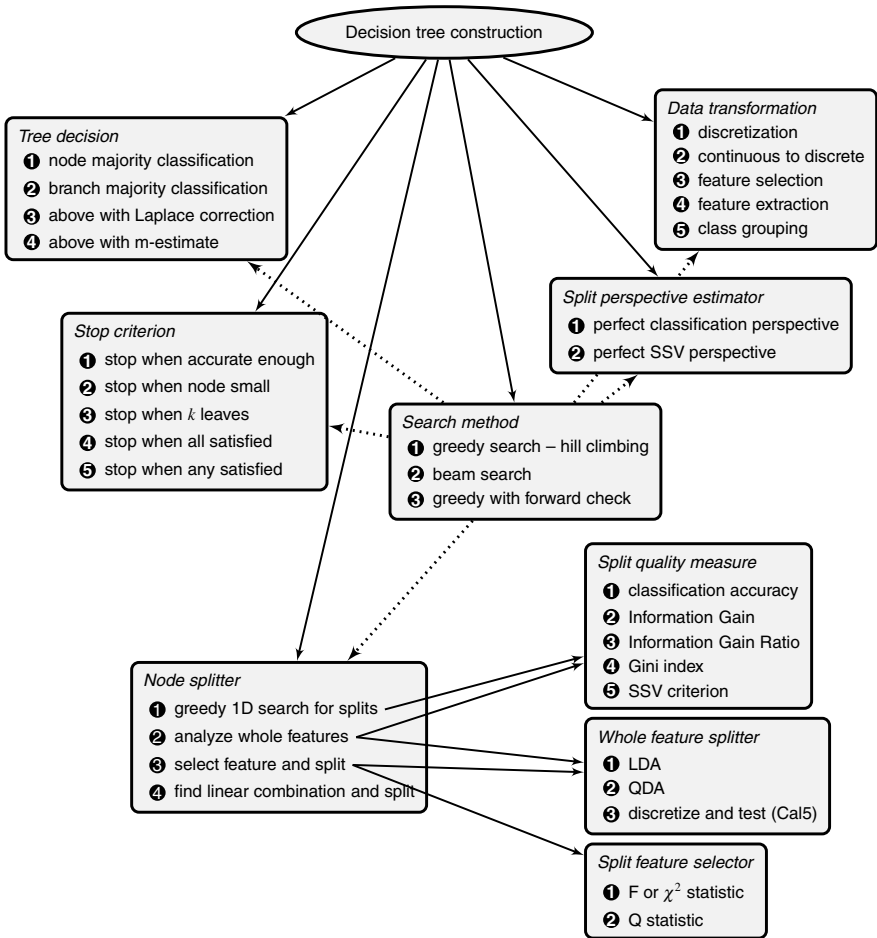 Decision tree construction
Tree decision
❶ node majority classification
❷ branch majority classification
❸ above with Laplace correction
❹ above with m-estimate
Data transformation
❶ discretization
❷ continuous to discrete
❸ feature selection
❹ feature extraction
❺ class grouping
Split perspective estimator
❶ perfect classification perspective
❷ perfect SSV perspective
Stop criterion
❶ stop when accurate enough
❷ stop when node small
❸ stop when k leaves
❹ stop when all satisfied
❺ stop when any satisfied
Search method
❶ greedy search – hill climbing
❷ beam search
❸ greedy with forward check
Split quality measure
❶ classification accuracy
❷ Information Gain
❸ Information Gain Ratio
❹ Gini index
❺ SSV criterion
Node splitter
❶ greedy 1D search for splits
❷ analyze whole features
❸ select feature and split
❹ find linear combination and split
Whole feature splitter
❶ LDA
❷ QDA
❸ discretize and test (Cal5)
Split feature selector
❶ F or χ² statistic
❷ Q statistic